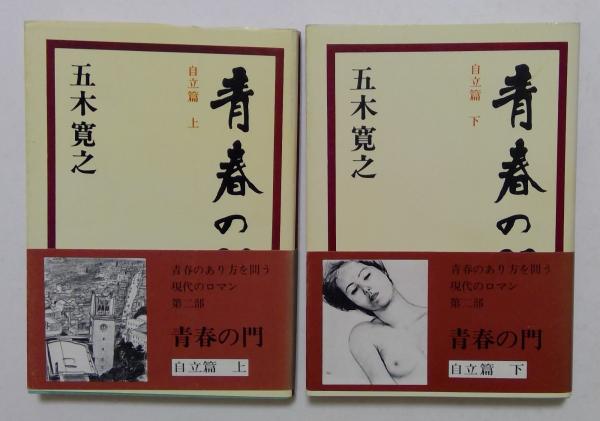 青春の門
自立篇 上
五木寛之
青春のあり方を問う
現代のロマン
第二部
青春の門
自立篇 上
青春の
自立篇 下
五木寛之
青春のあり方を問う
現代のロマン
第二部
青春の門
自立篇 下